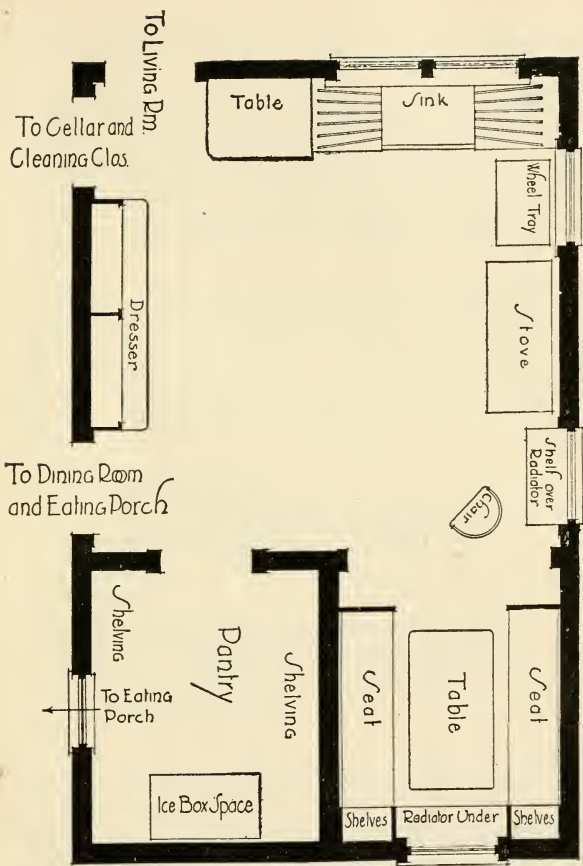 To Living Rm.
To Cellar and
Cleaning Clos.
Table
Sink
Wheel Tray
Stove
Dresser
Shelf over
Radiator
Chair
To Dining Room
and Eating Porch
Shelving
Pantry
Shelving
To Eating
Porch
Ice Box Space
Seat
Table
Seat
Shelves
Radiator Under
Shelves